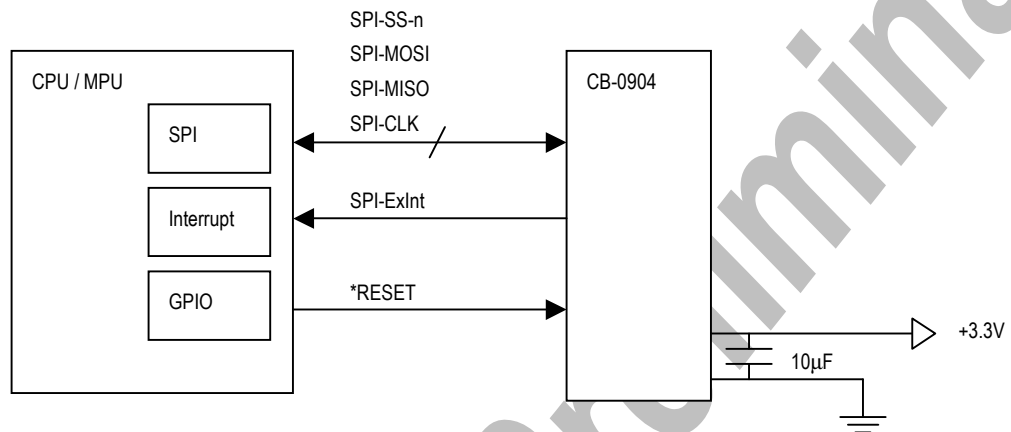 SPI-SS-n
SPI-MOSI
SPI-MISO
SPI-CLK
CPU / MPU
CB-0904
SPI
SPI-ExInt
Interrupt
*RESET
GPIO
+3.3V
10µF